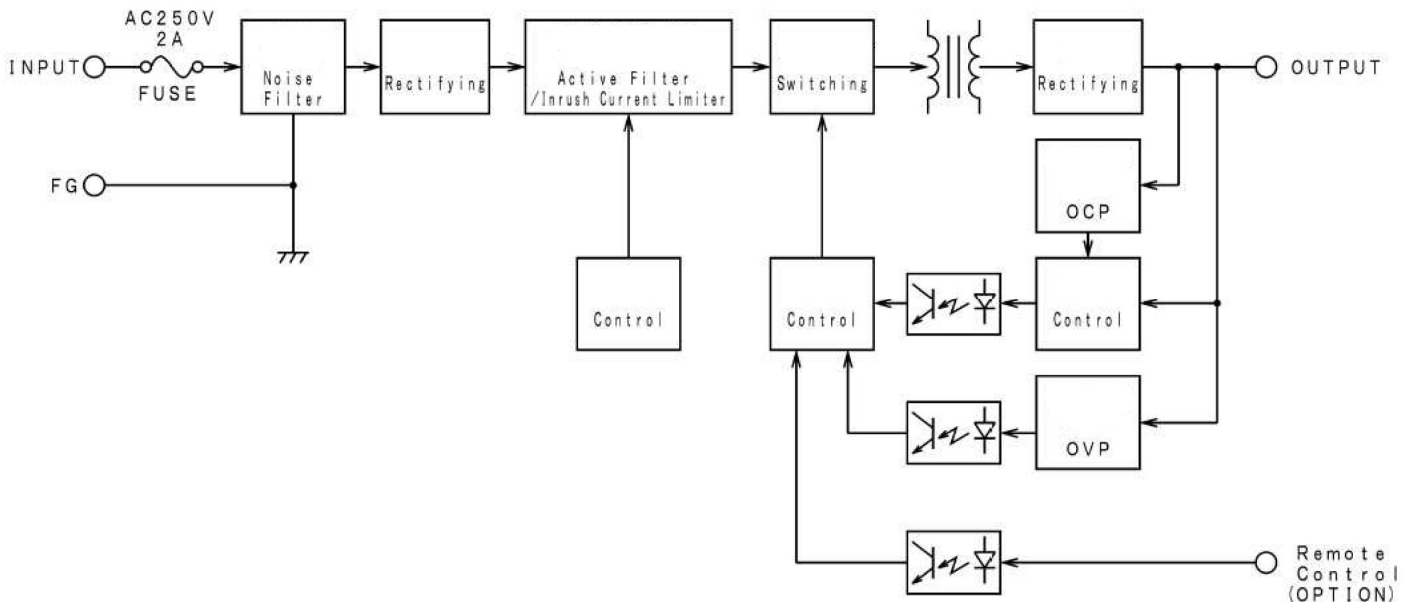 AC250V
2A
INPUT
FUSE
Noise
Filter
Rectifying
Active Filter
/Inrush Current Limiter
Switching
Rectifying
OUTPUT
FG
OCP
Control
Control
Control
OVP
Remote
Control
(OPTION)